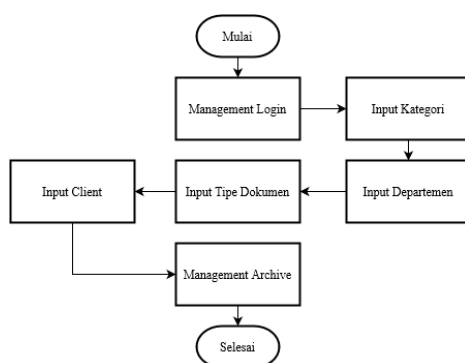 Mulai
Management Login
Input Kategori
Input Departemen
Input Tipe Dokumen
Input Client
Management Archive
Selesai